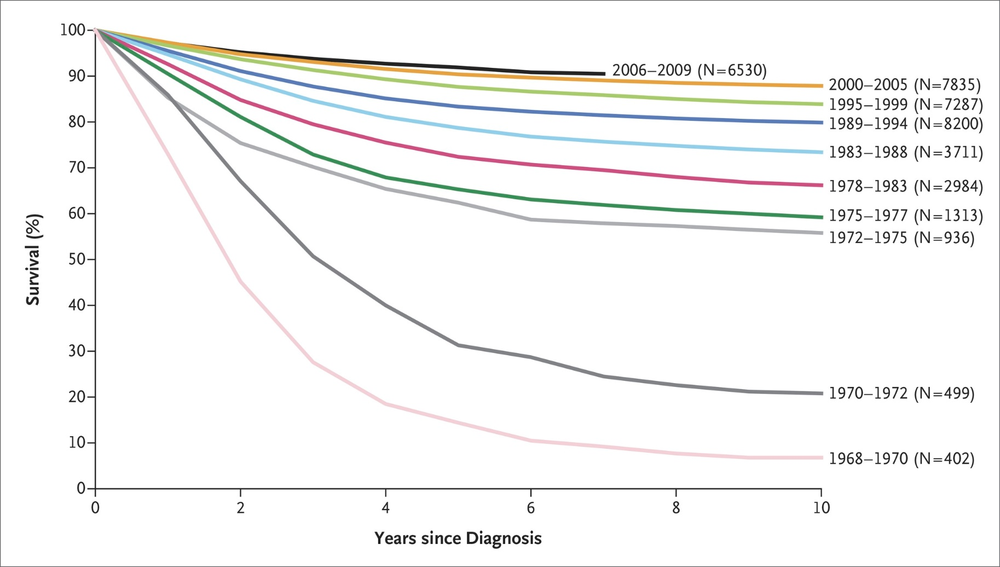 100
90
80
70
60
50
40
30
20
10
0
Survival (%)
0 2 4 6 8 10
Years since Diagnosis
2006–2009 (N=6530)
2000–2005 (N=7835)
1995–1999 (N=7287)
1989–1994 (N=8200)
1983–1988 (N=3711)
1978–1983 (N=2984)
1975–1977 (N=1313)
1972–1975 (N=936)
1970–1972 (N=499)
1968–1970 (N=402)